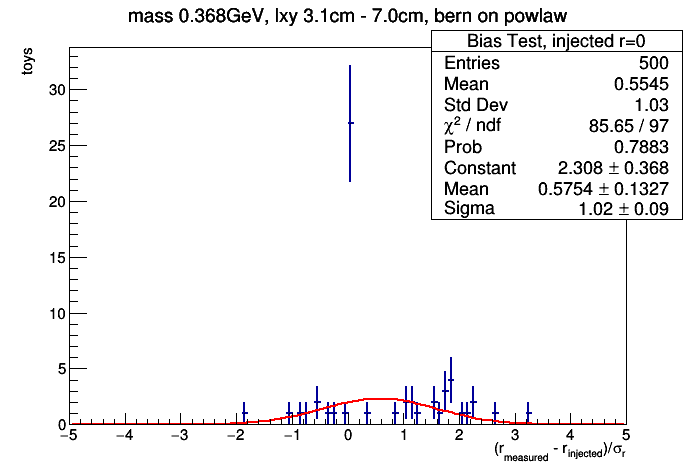 mass 0.368GeV, lxy 3.1cm - 7.0cm, bern on powlaw
Bias Test, injected r=0
Entries 500
Mean 0.5545
Std Dev 1.03
χ² / ndf 85.65 / 97
Prob 0.7883
Constant 2.308 ± 0.368
Mean 0.5754 ± 0.1327
Sigma 1.02 ± 0.09
toys
30
25
20
15
10
5
0
−5 −4 −3 −2 −1 0 1 2 3 4 5
(r_measured - r_injected)/σ_r